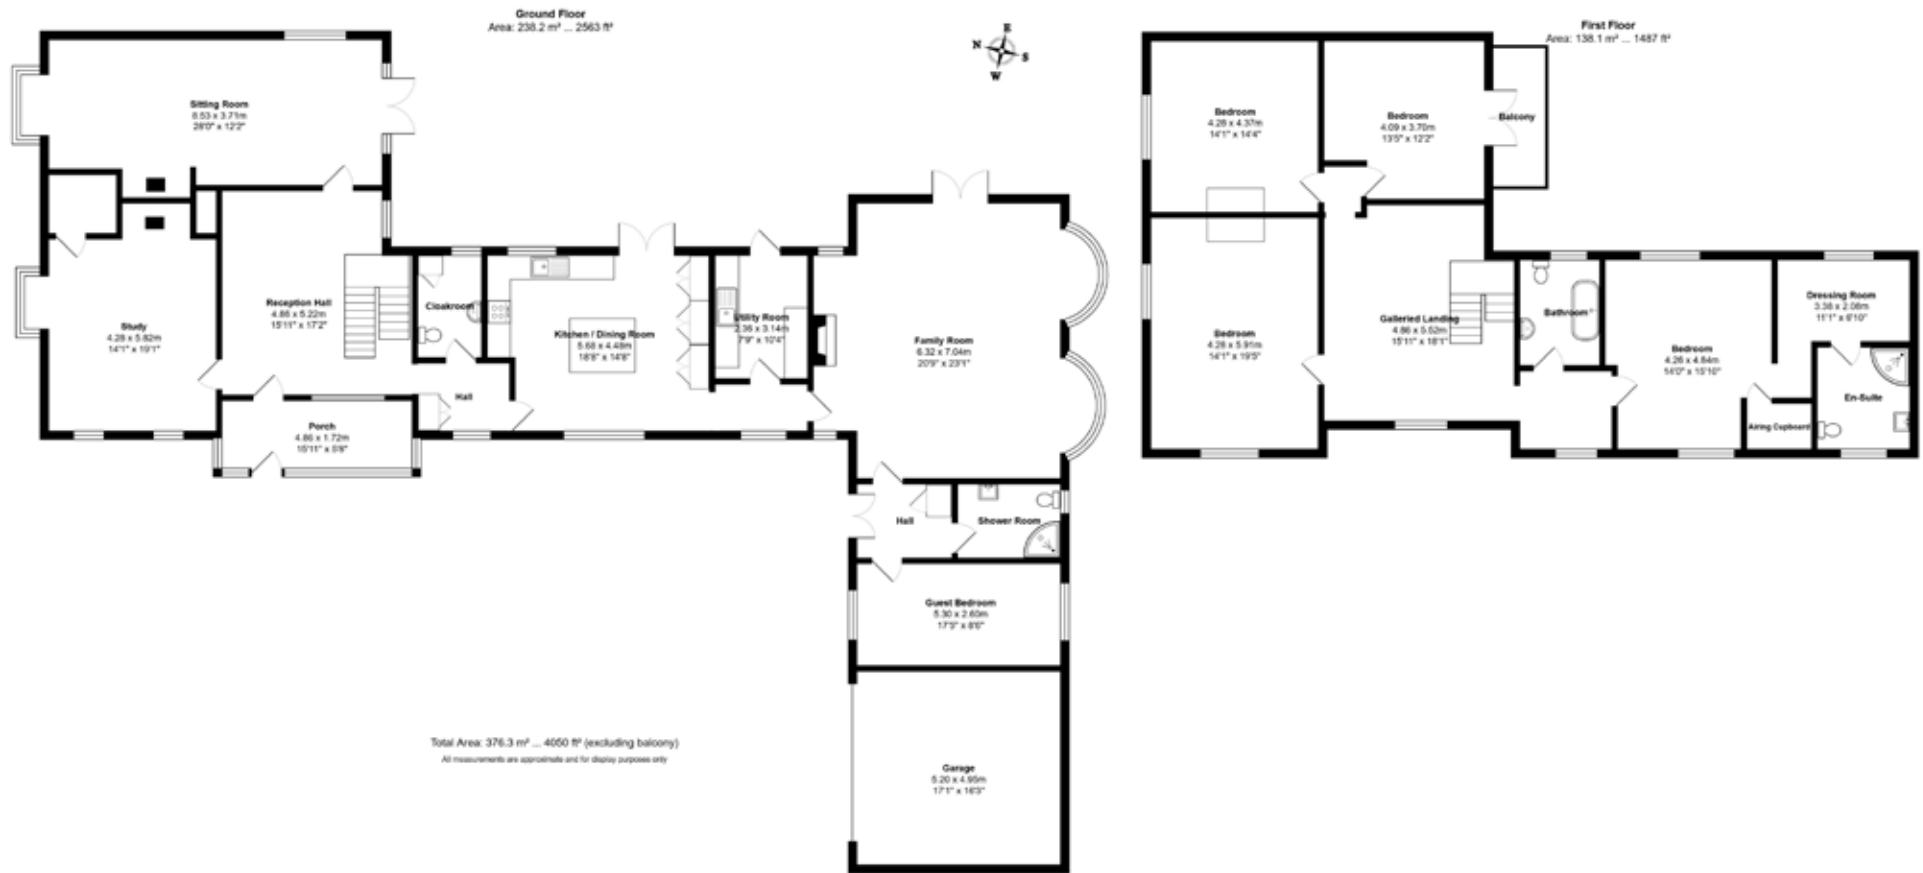 Ground Floor
Area: 238.2 m² ... 2563 ft²
N
E
S
W
First Floor
Area: 138.1 m² ... 1487 ft²
Sitting Room
8.53 x 3.71m
28'0" x 12'2"
Study
4.28 x 5.82m
14'1" x 19'1"
Reception Hall
4.86 x 5.22m
15'11" x 17'2"
Porch
4.86 x 1.72m
15'11" x 5'8"
Cloakroom
Hall
Kitchen / Dining Room
5.68 x 4.48m
18'8" x 14'8"
Utility Room
2.36 x 3.14m
7'9" x 10'4"
Family Room
6.32 x 7.04m
20'9" x 23'1"
Hall
Shower Room
Guest Bedroom
5.30 x 2.60m
17'5" x 8'6"
Garage
5.20 x 4.95m
17'1" x 16'3"
Total Area: 376.3 m² ... 4050 ft² (excluding balcony)
All measurements are approximate and for display purposes only
Bedroom
4.28 x 4.37m
14'1" x 14'4"
Bedroom
4.09 x 3.70m
13'5" x 12'2"
Balcony
Bedroom
4.28 x 5.91m
14'1" x 19'5"
Galleried Landing
4.86 x 5.52m
15'11" x 18'1"
Bathroom
Bedroom
4.26 x 4.84m
14'0" x 15'10"
Dressing Room
3.38 x 2.08m
11'1" x 6'10"
En-Suite
Airing Cupboard